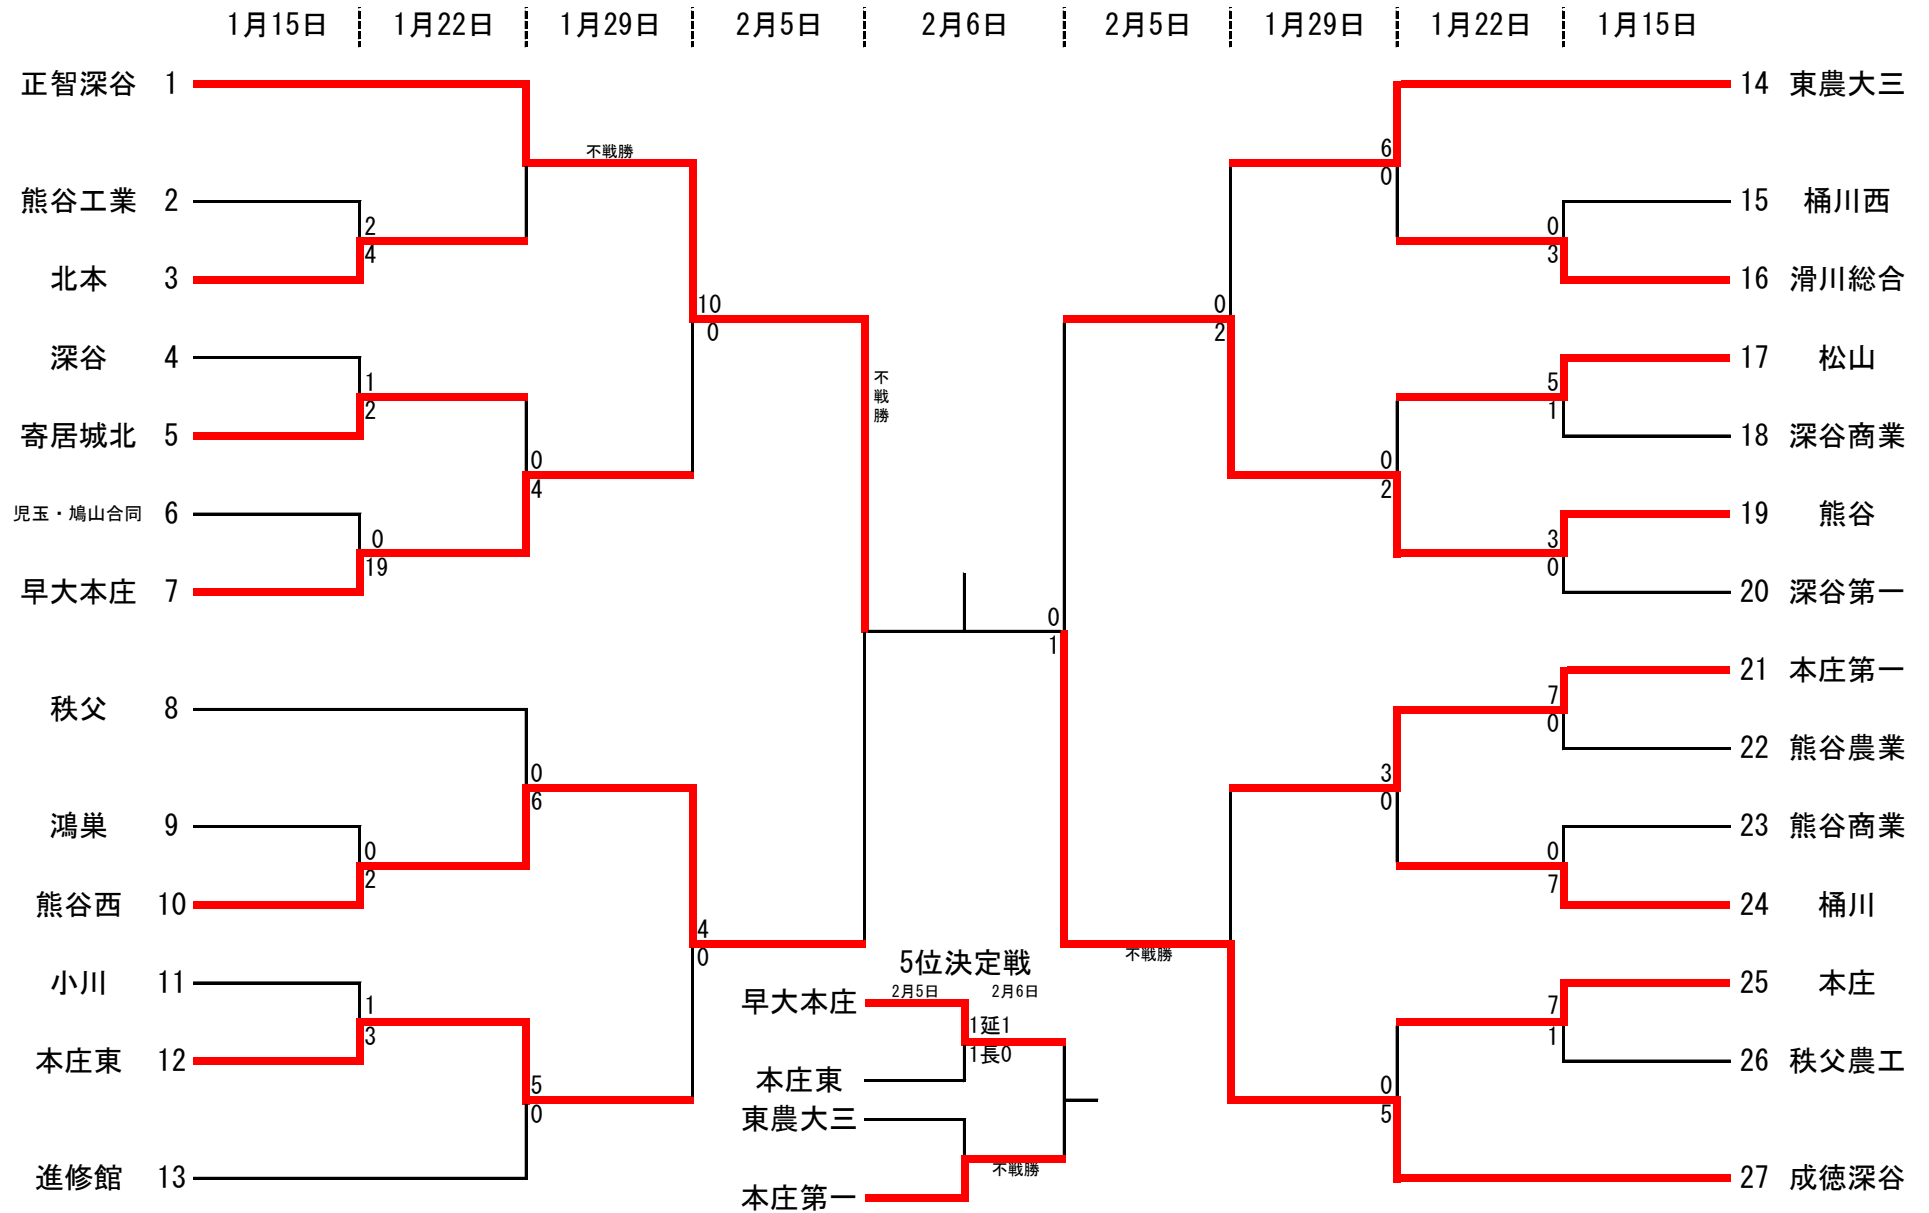 1月15日 1月22日 1月29日 2月5日 2月6日 2月5日 1月29日 1月22日 1月15日
正智深谷 1
不戦勝
熊谷工業 2
2
4
北本 3
深谷 4
1
2
寄居城北 5
児玉・鳩山合同 6
0
19
早大本庄 7
0
4
10
0
不戦勝
秩父 8
0
6
鴻巣 9
0
2
熊谷西 10
小川 11
1
3
本庄東 12
5
0
進修館 13
4
0
0
1
14 東農大三
6
0
15 桶川西
0
3
16 滑川総合
0
2
17 松山
5
1
18 深谷商業
0
2
19 熊谷
3
0
20 深谷第一
21 本庄第一
7
0
22 熊谷農業
3
0
23 熊谷商業
0
7
24 桶川
不戦勝
25 本庄
7
1
26 秩父農工
0
5
27 成徳深谷
5位決定戦
2月5日 2月6日
早大本庄
1延1
1長0
本庄東
東農大三
不戦勝
本庄第一